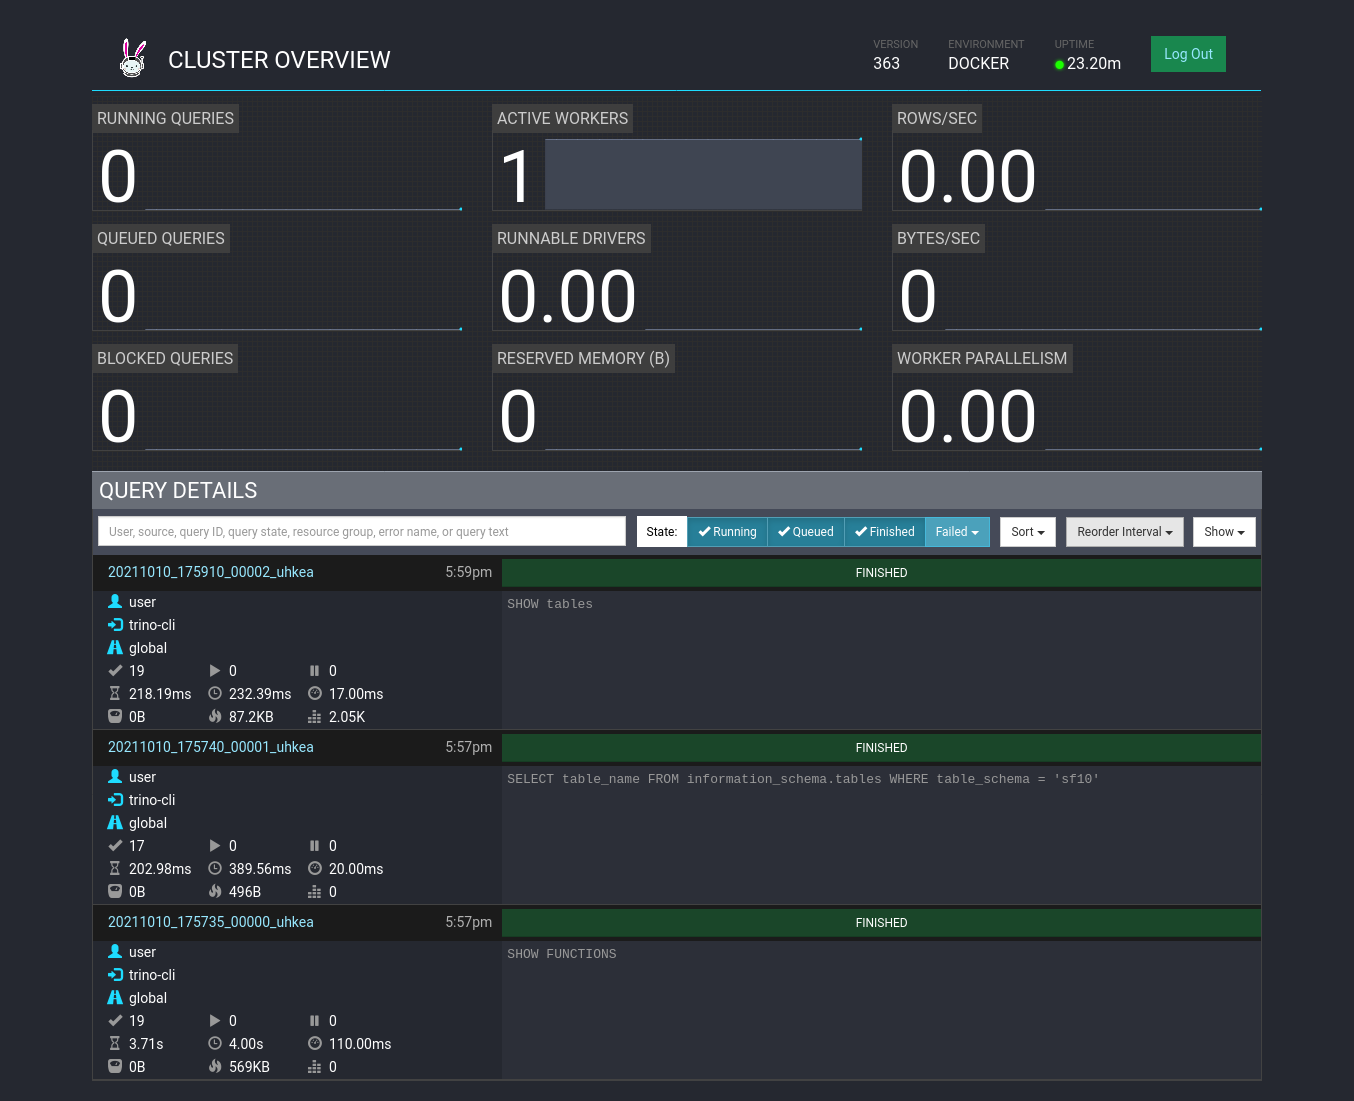 CLUSTER OVERVIEW
VERSION
363
ENVIRONMENT
DOCKER
UPTIME
23.20m
Log Out
RUNNING QUERIES
0
ACTIVE WORKERS
1
ROWS/SEC
0.00
QUEUED QUERIES
0
RUNNABLE DRIVERS
0.00
BYTES/SEC
0
BLOCKED QUERIES
0
RESERVED MEMORY (B)
0
WORKER PARALLELISM
0.00
QUERY DETAILS
User, source, query ID, query state, resource group, error name, or query text
State: Running Queued Finished Failed Sort Reorder Interval Show
20211010_175910_00002_uhkea 5:59pm FINISHED
user
SHOW tables
trino-cli
global
19 0 0
218.19ms 232.39ms 17.00ms
0B 87.2KB 2.05K
20211010_175740_00001_uhkea 5:57pm FINISHED
user
SELECT table_name FROM information_schema.tables WHERE table_schema = 'sf10'
trino-cli
global
17 0 0
202.98ms 389.56ms 20.00ms
0B 496B 0
20211010_175735_00000_uhkea 5:57pm FINISHED
user
SHOW FUNCTIONS
trino-cli
global
19 0 0
3.71s 4.00s 110.00ms
0B 569KB 0